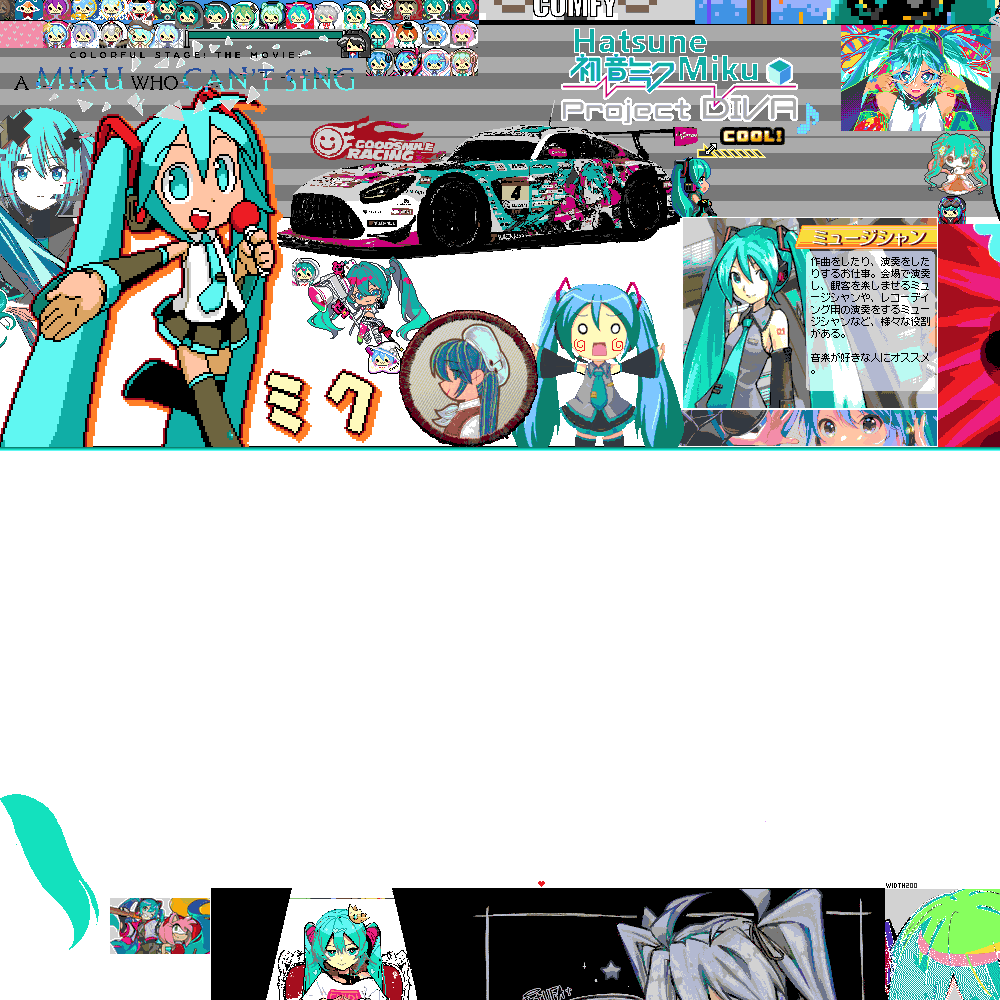 COMFY
COLORFUL STAGE! THE MOVIE:
A MIKU WHO CAN'T SING
Hatsune
初音ミク Miku
Project DIVA
COOL!
GOODSMILE
RACING
4
ミュージシャン
作曲をしたり、演奏をした
りするお仕事。会場で演奏
し、観客を楽しませるミュ
ージシャンや、レコーディ
ング用の演奏をするミュー
ジシャンなど、様々な役割
がある。
音楽が好きな人にオススメ
。
ミク
WIDTH200